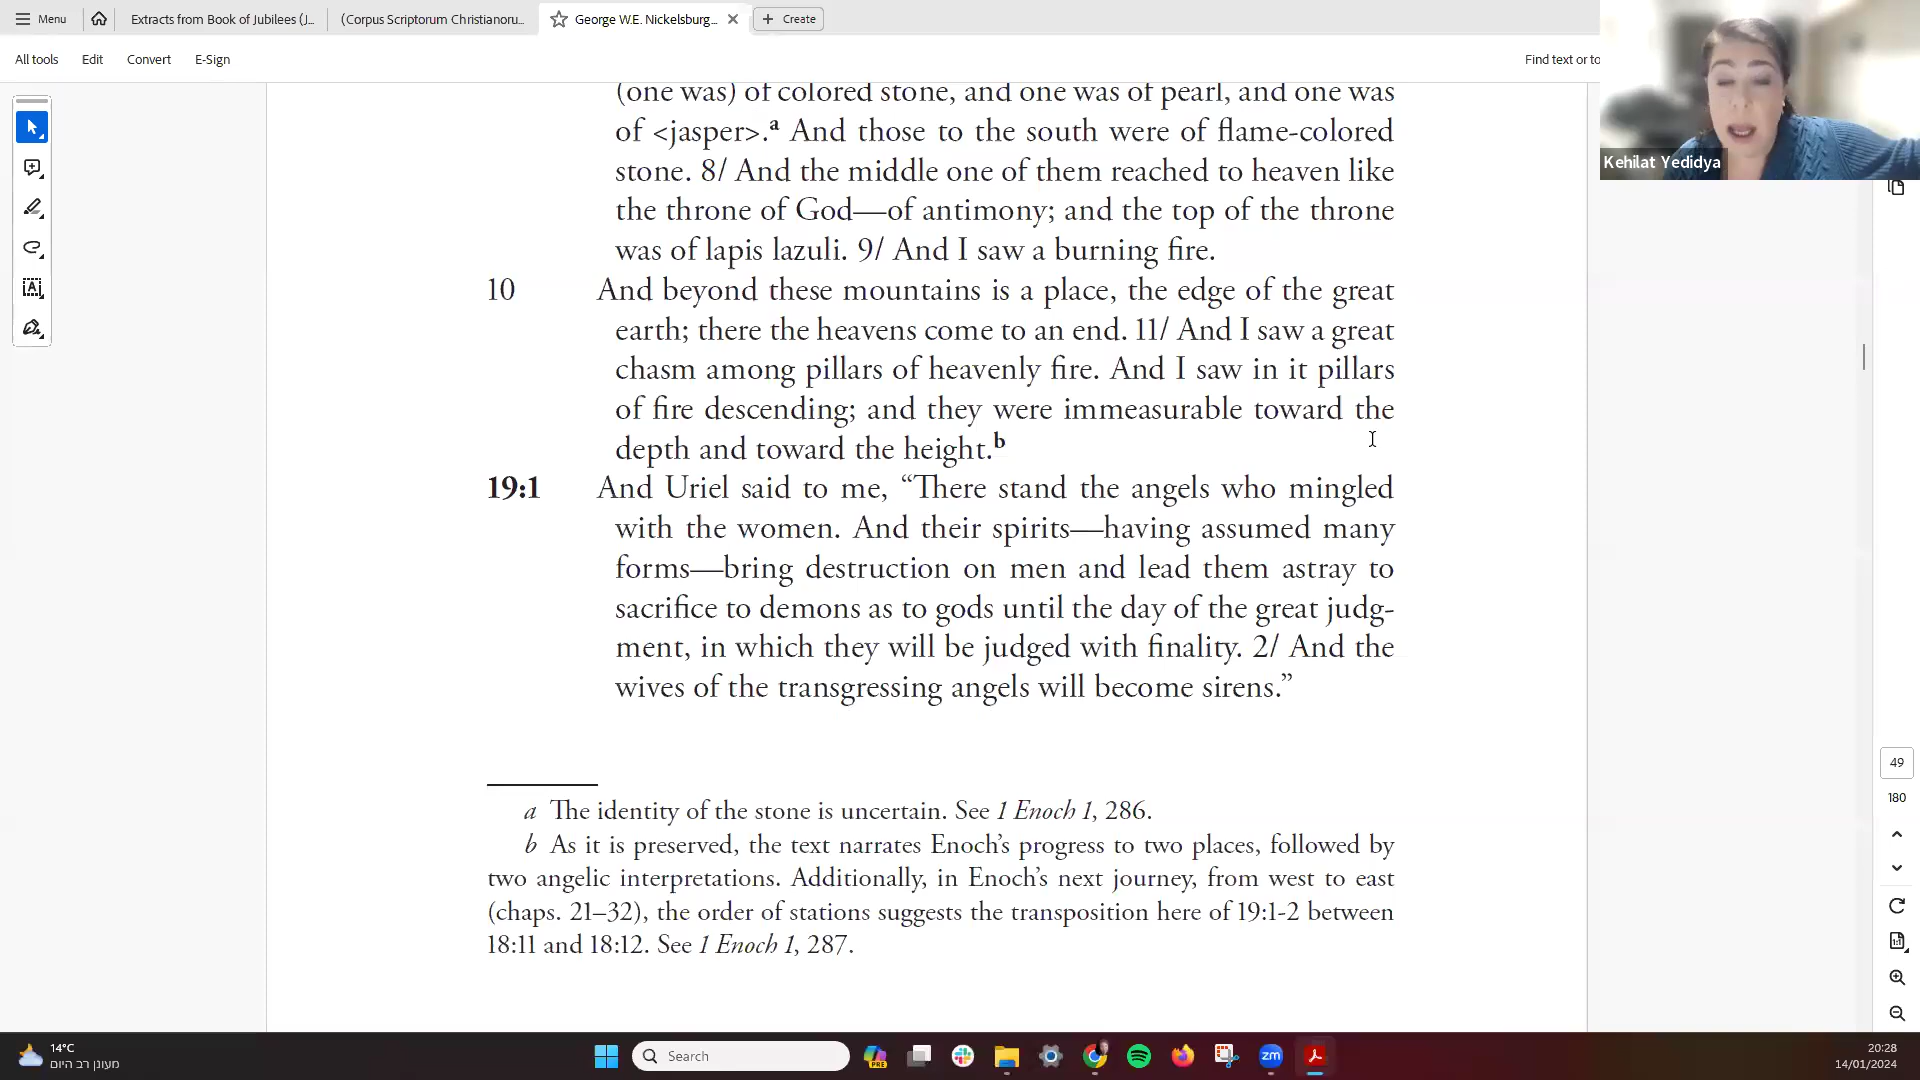 Menu
Extracts from Book of Jubilees (J...
(Corpus Scriptorum Christianoru...
George W.E. Nickelsburg...
Create
All tools
Edit
Convert
E-Sign
Find text or to
Kehilat Yedidya
(one was) of colored stone, and one was of pearl, and one was
of <jasper>.a And those to the south were of flame-colored
stone. 8/ And the middle one of them reached to heaven like
the throne of God—of antimony; and the top of the throne
was of lapis lazuli. 9/ And I saw a burning fire.
10 And beyond these mountains is a place, the edge of the great
earth; there the heavens come to an end. 11/ And I saw a great
chasm among pillars of heavenly fire. And I saw in it pillars
of fire descending; and they were immeasurable toward the
depth and toward the height.b
19:1 And Uriel said to me, “There stand the angels who mingled
with the women. And their spirits—having assumed many
forms—bring destruction on men and lead them astray to
sacrifice to demons as to gods until the day of the great judg-
ment, in which they will be judged with finality. 2/ And the
wives of the transgressing angels will become sirens.”
a The identity of the stone is uncertain. See 1 Enoch 1, 286.
b As it is preserved, the text narrates Enoch’s progress to two places, followed by
two angelic interpretations. Additionally, in Enoch’s next journey, from west to east
(chaps. 21–32), the order of stations suggests the transposition here of 19:1-2 between
18:11 and 18:12. See 1 Enoch 1, 287.
49
180
14°C
מעונן רב היום
Search
PRE
zm
20:28
14/01/2024